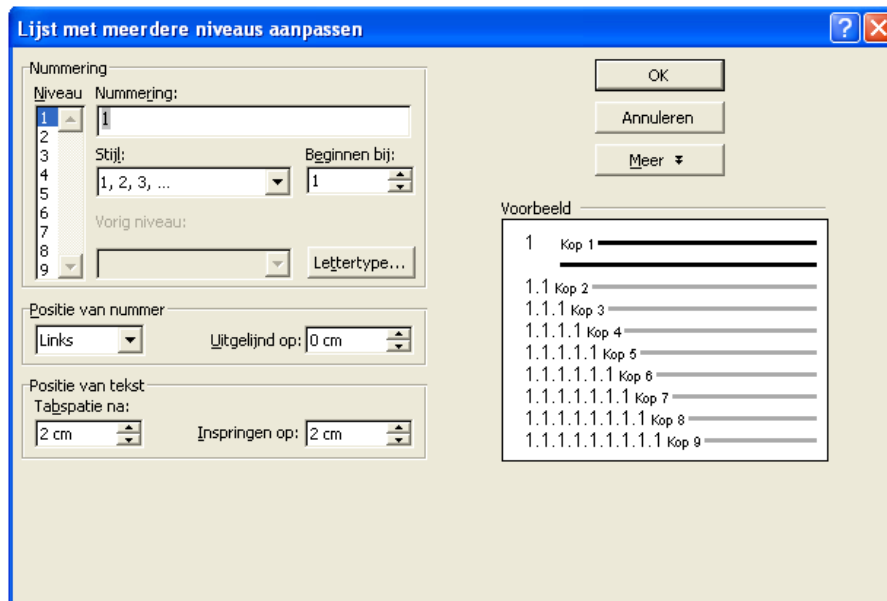 Lijst met meerdere niveaus aanpassen
Nummering
Niveau Nummering:
1
2
3
4
5
6
7
8
9
1
Stijl: Beginnen bij:
1, 2, 3, ... 1
Vorig niveau:
Lettertype...
Positie van nummer
Links Uitgelijnd op: 0 cm
Positie van tekst
Tabspatie na:
2 cm Inspringen op: 2 cm
OK
Annuleren
Meer
Voorbeeld
1 Kop 1
1.1 Kop 2
1.1.1 Kop 3
1.1.1.1 Kop 4
1.1.1.1.1 Kop 5
1.1.1.1.1.1 Kop 6
1.1.1.1.1.1.1 Kop 7
1.1.1.1.1.1.1.1 Kop 8
1.1.1.1.1.1.1.1.1 Kop 9